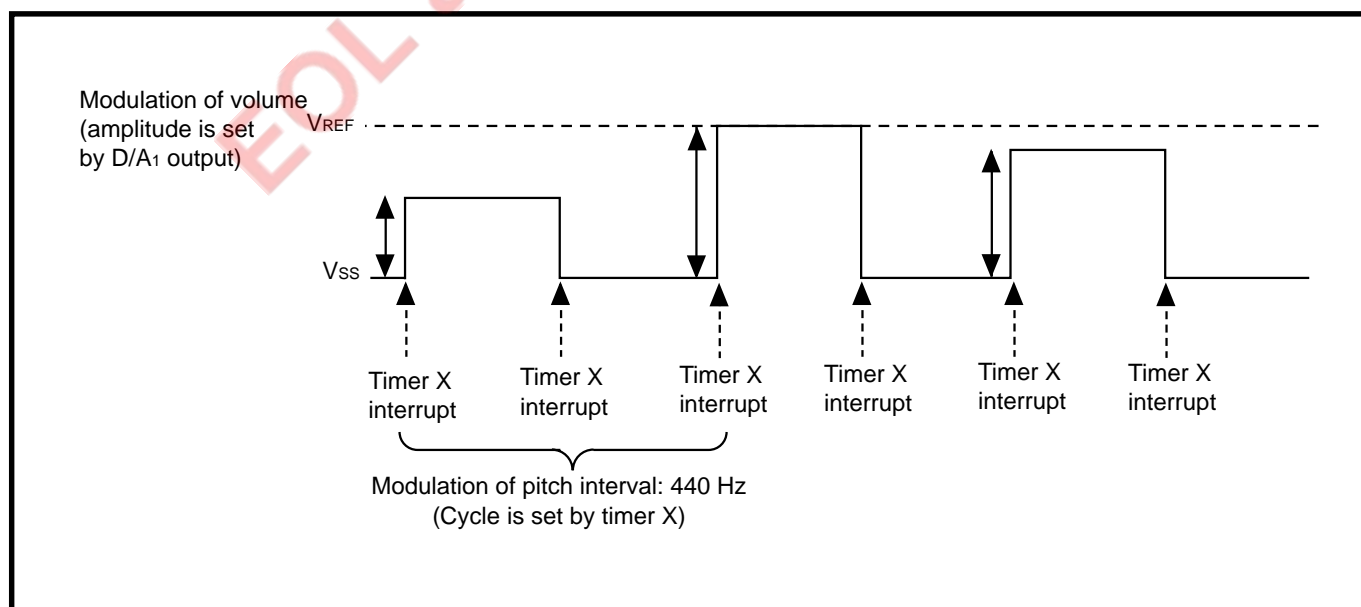 EOL
Modulation of volume
(amplitude is set
by D/A1 output)
VREF
VSS
Timer X
interrupt
Timer X
interrupt
Timer X
interrupt
Timer X
interrupt
Timer X
interrupt
Timer X
interrupt
Modulation of pitch interval: 440 Hz
(Cycle is set by timer X)